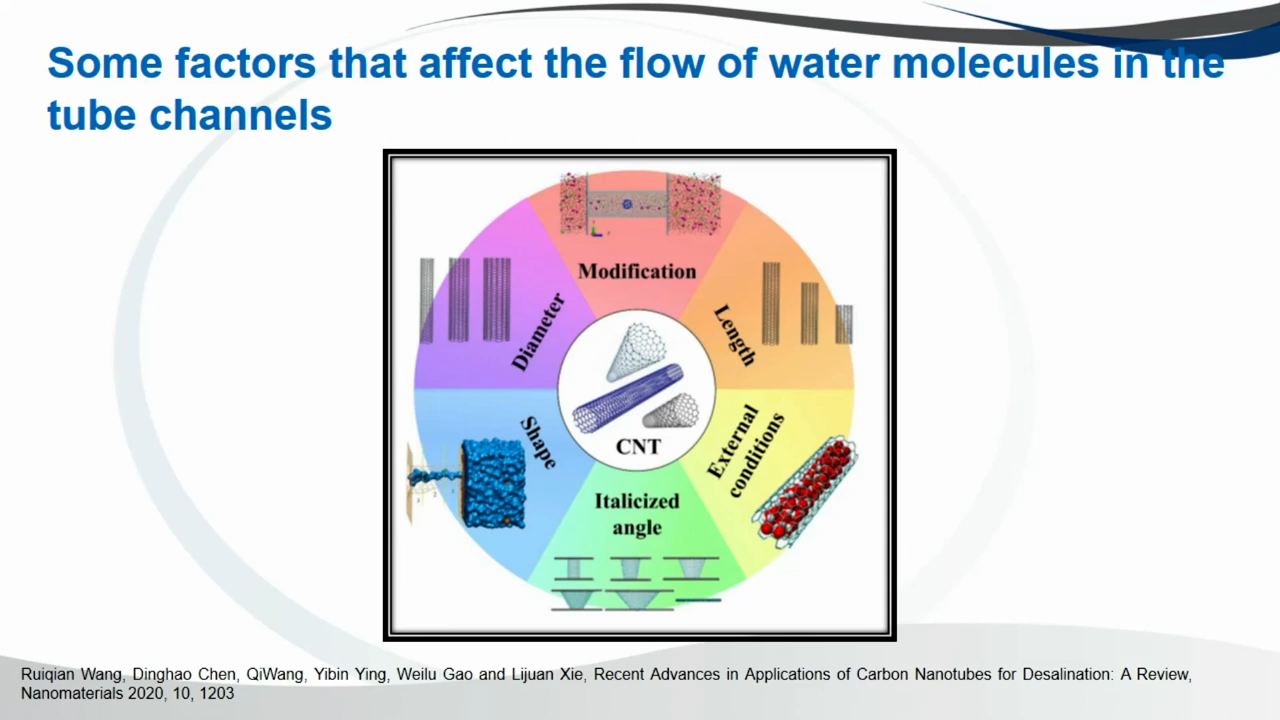 Some factors that affect the flow of water molecules in the
tube channels
Modification
Diameter
Length
Shape
External
conditions
CNT
Italicized
angle
Ruiqian Wang, Dinghao Chen, QiWang, Yibin Ying, Weilu Gao and Lijuan Xie, Recent Advances in Applications of Carbon Nanotubes for Desalination: A Review,
Nanomaterials 2020, 10, 1203